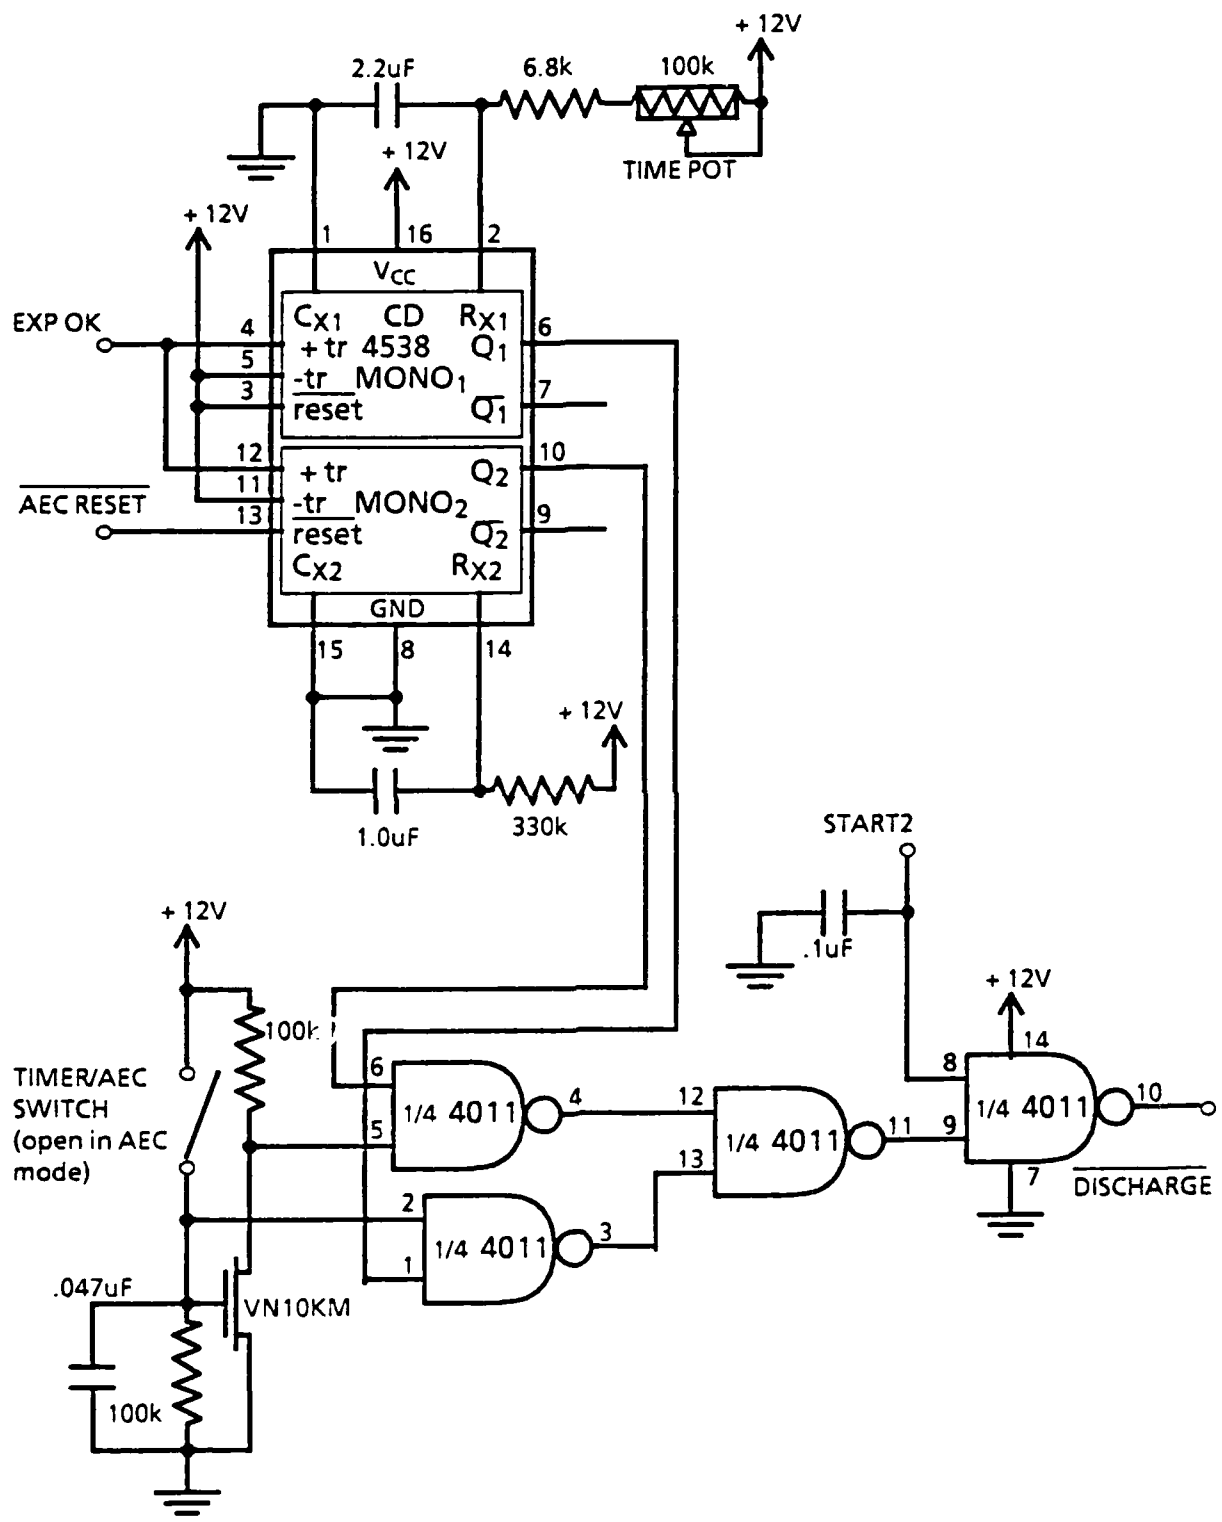 + 12V
2.2uF
6.8k
100k
+ 12V
TIME POT
+ 12V
1
16
2
VCC
EXP OK
4
CX1
CD
RX1
6
+ tr
4538
Q1
5
-tr
MONO1
7
3
reset
Q1
12
+ tr
Q2
10
AEC RESET
11
-tr
MONO2
9
13
reset
Q2
CX2
RX2
GND
15
8
14
+ 12V
1.0uF
330k
START2
+ 12V
.1uF
+ 12V
100k
14
TIMER/AEC
SWITCH
(open in AEC
mode)
6
1/4 4011
4
5
12
1/4 4011
11
13
8
1/4 4011
10
9
7
DISCHARGE
2
1/4 4011
3
1
.047uF
VN10KM
100k